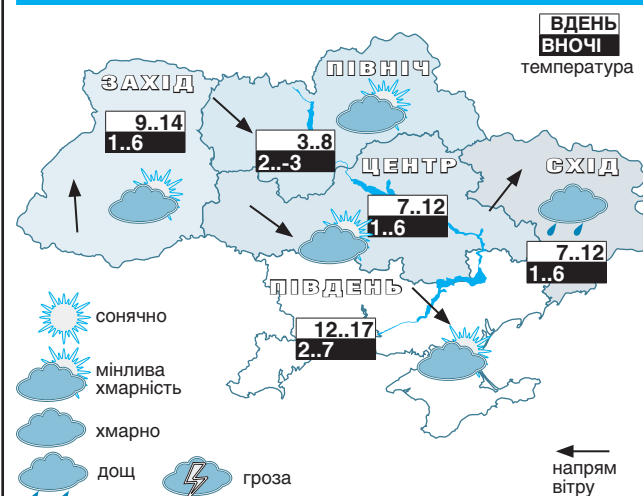 ВДЕНЬ
ВНОЧІ
температура
ПІВНІЧ
ЗАХІД
9..14
1..6
3..8
2..-3
ЦЕНТР
СХІД
7..12
1..6
7..12
1..6
ПІВДЕНЬ
12..17
2..7
сонячно
мінлива
хмарність
хмарно
дощ
гроза
напрям
вітру